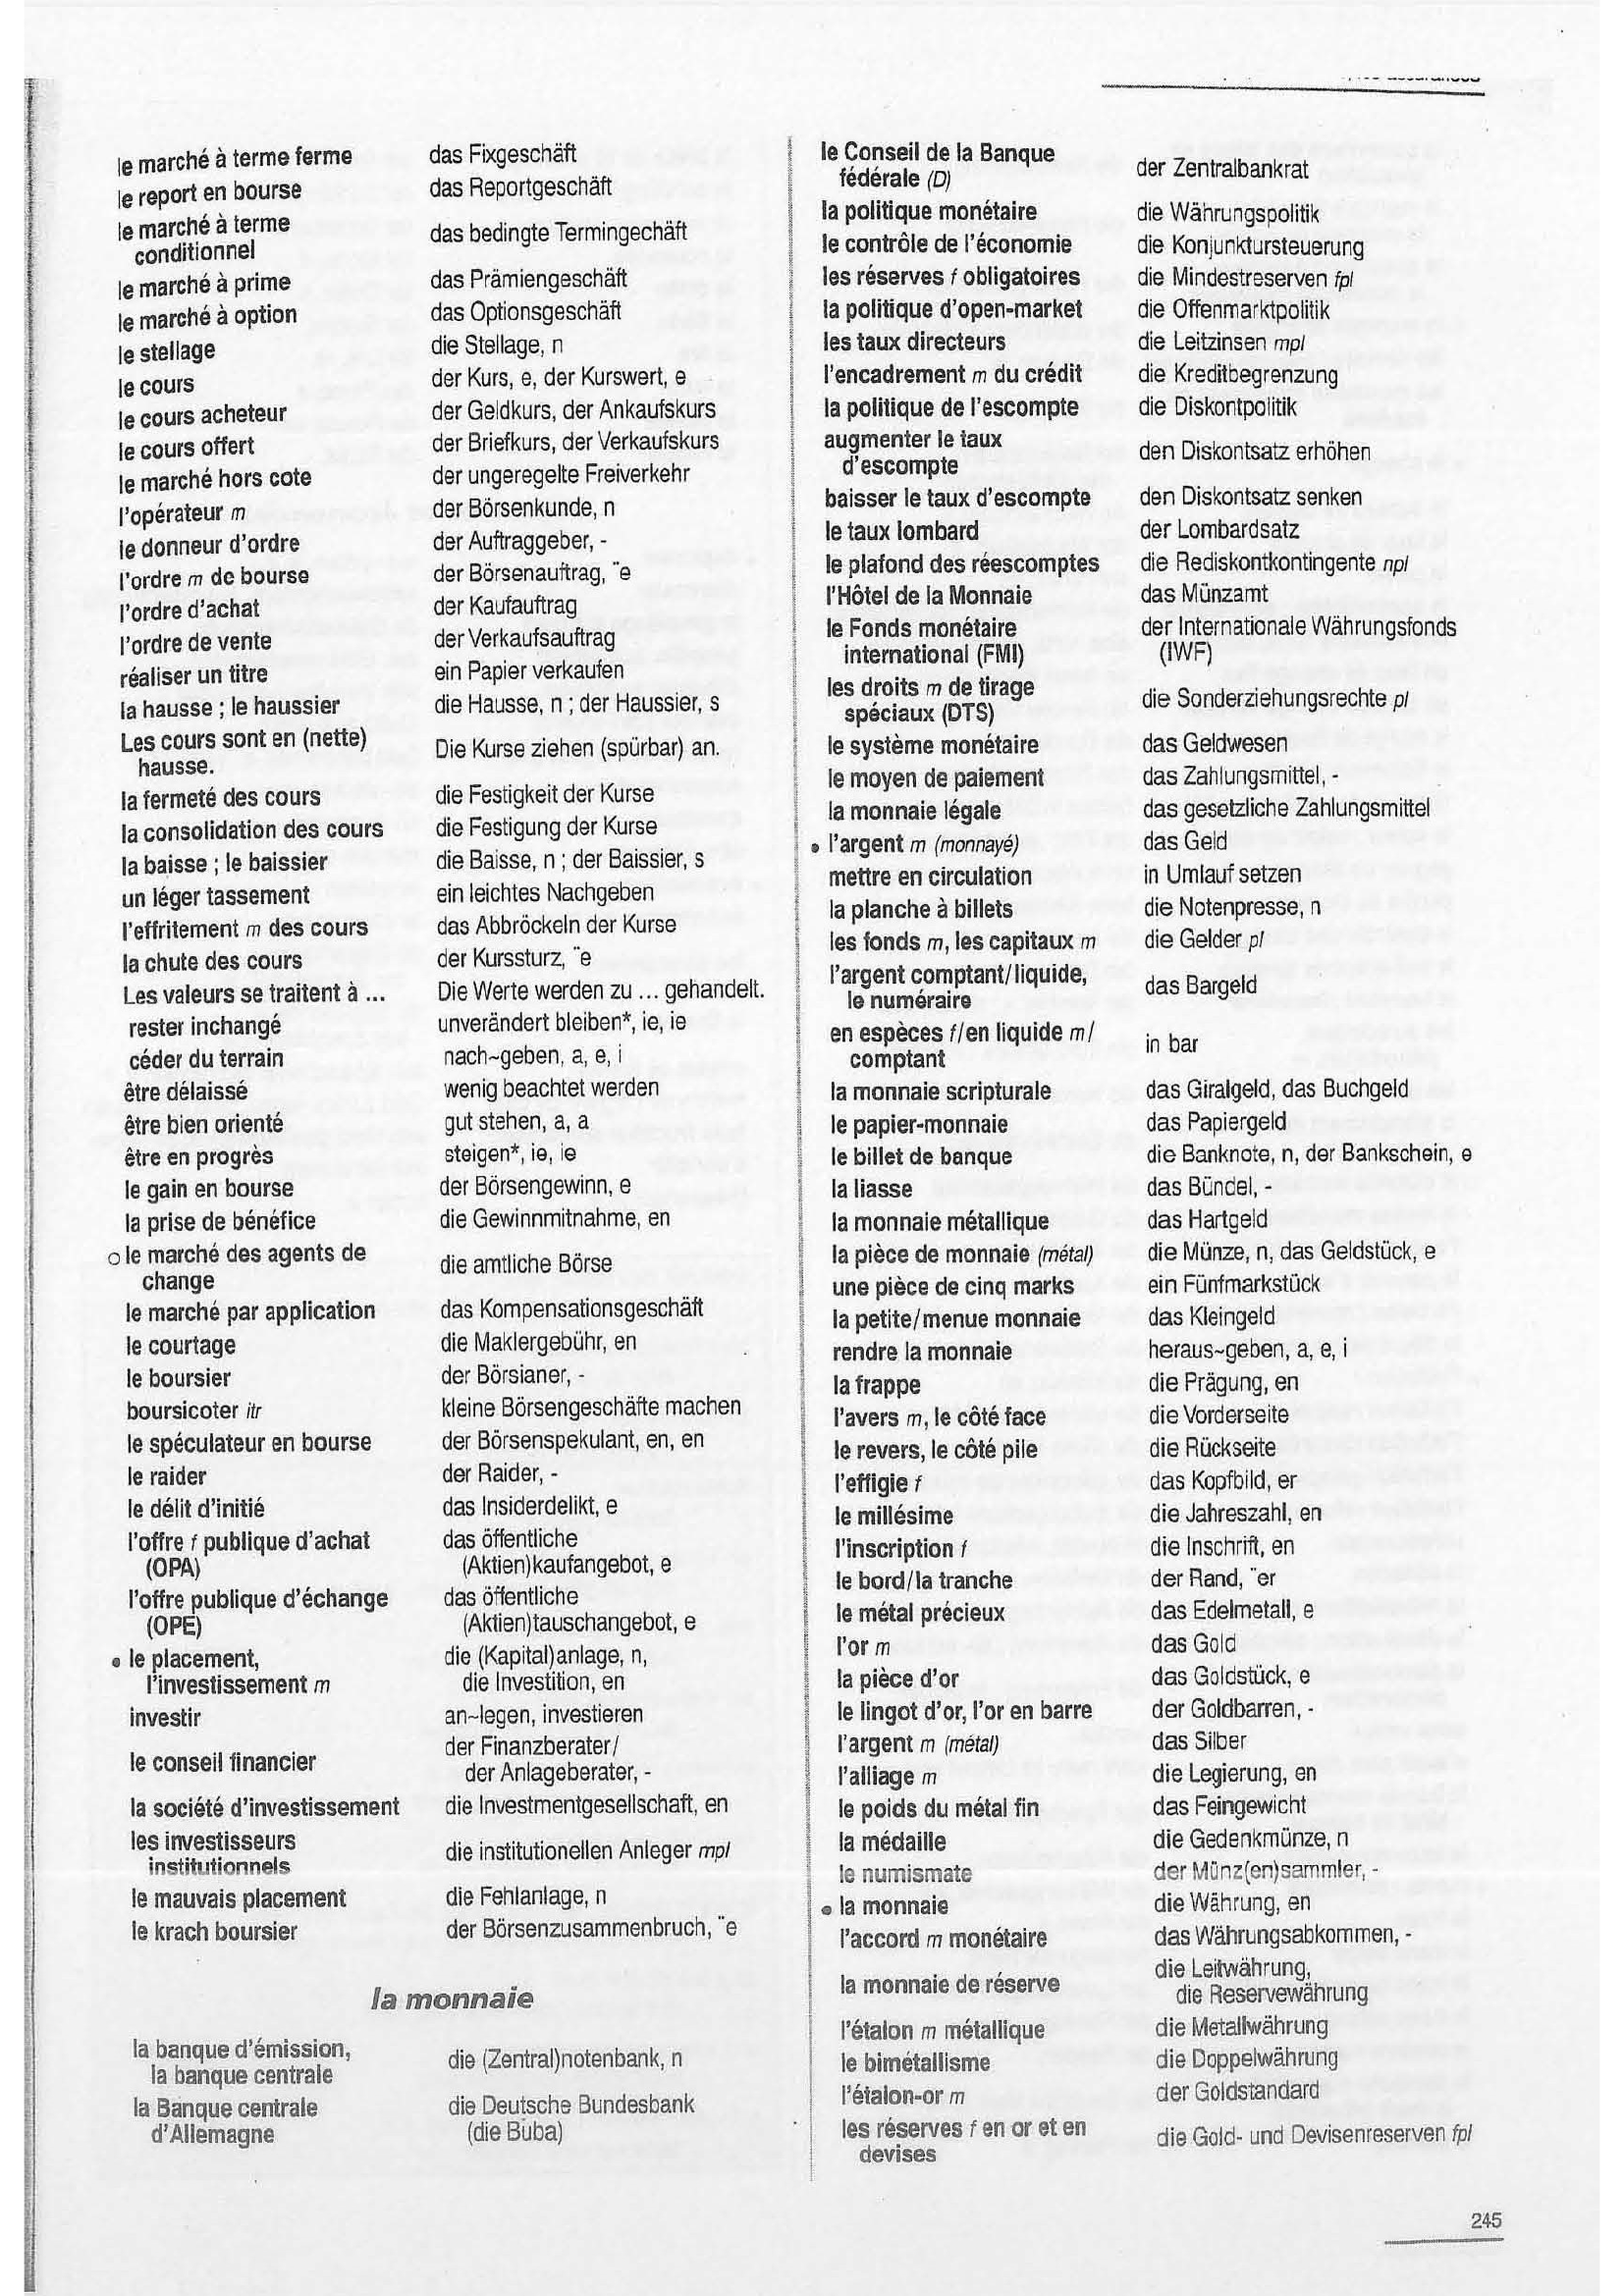 assurances
le marché à terme ferme das Fixgeschäft
le report en bourse das Reportgeschäft
le marché à terme
conditionnel das bedingte Termingechäft
le marché à prime das Prämiengeschäft
le marché à option das Optionsgeschäft
le stellage die Stellage, n
le cours der Kurs, e, der Kurswert, e
le cours acheteur der Geldkurs, der Ankaufskurs
le cours offert der Briefkurs, der Verkaufskurs
le marché hors cote der ungeregelte Freiverkehr
l'opérateur m der Börsenkunde, n
le donneur d'ordre der Auftraggeber, -
l'ordre m de bourse der Börsenauftrag, ¨e
l'ordre d'achat der Kaufauftrag
l'ordre de vente der Verkaufsauftrag
réaliser un titre ein Papier verkaufen
la hausse ; le haussier die Hausse, n ; der Haussier, s
Les cours sont en (nette)
hausse. Die Kurse ziehen (spürbar) an.
la fermeté des cours die Festigkeit der Kurse
la consolidation des cours die Festigung der Kurse
la baisse ; le baissier die Baisse, n ; der Baissier, s
un léger tassement ein leichtes Nachgeben
l'effritement m des cours das Abbröckeln der Kurse
la chute des cours der Kurssturz, ¨e
Les valeurs se traitent à ... Die Werte werden zu ... gehandelt.
rester inchangé unverändert bleiben*, ie, ie
céder du terrain nach~geben, a, e, i
être délaissé wenig beachtet werden
être bien orienté gut stehen, a, a
être en progrès steigen*, ie, ie
le gain en bourse der Börsengewinn, e
la prise de bénéfice die Gewinnmitnahme, en
○ le marché des agents de
change die amtliche Börse
le marché par application das Kompensationsgeschäft
le courtage die Maklergebühr, en
le boursier der Börsianer, -
boursicoter itr kleine Börsengeschäfte machen
le spéculateur en bourse der Börsenspekulant, en, en
le raider der Raider, -
le délit d'initié das Insiderdelikt, e
l'offre f publique d'achat das öffentliche
(OPA) (Aktien)kaufangebot, e
l'offre publique d'échange das öffentliche
(OPE) (Aktien)tauschangebot, e
• le placement, die (Kapital)anlage, n,
l'investissement m die Investition, en
investir an~legen, investieren
le conseil financier der Finanzberater/
der Anlageberater, -
la société d'investissement die Investmentgesellschaft, en
les investisseurs
institutionnels die institutionellen Anleger mpl
le mauvais placement die Fehlanlage, n
le krach boursier der Börsenzusammenbruch, ¨e
la monnaie
la banque d'émission,
la banque centrale die (Zentral)notenbank, n
la Banque centrale die Deutsche Bundesbank
d'Allemagne (die Buba)
le Conseil de la Banque
fédérale (D) der Zentralbankrat
la politique monétaire die Währungspolitik
le contrôle de l'économie die Konjunktursteuerung
les réserves f obligatoires die Mindestreserven fpl
la politique d'open-market die Offenmarktpolitik
les taux directeurs die Leitzinsen mpl
l'encadrement m du crédit die Kreditbegrenzung
la politique de l'escompte die Diskontpolitik
augmenter le taux
d'escompte den Diskontsatz erhöhen
baisser le taux d'escompte den Diskontsatz senken
le taux lombard der Lombardsatz
le plafond des réescomptes die Rediskontkontingente npl
l'Hôtel de la Monnaie das Münzamt
le Fonds monétaire der Internationale Währungsfonds
international (FMI) (IWF)
les droits m de tirage
spéciaux (DTS) die Sonderziehungsrechte pl
le système monétaire das Geldwesen
le moyen de paiement das Zahlungsmittel, -
la monnaie légale das gesetzliche Zahlungsmittel
• l'argent m (monnayé) das Geld
mettre en circulation in Umlauf setzen
la planche à billets die Notenpresse, n
les fonds m, les capitaux m die Gelder pl
l'argent comptant/liquide,
le numéraire das Bargeld
en espèces f/en liquide m/
comptant in bar
la monnaie scripturale das Giralgeld, das Buchgeld
le papier-monnaie das Papiergeld
le billet de banque die Banknote, n, der Bankschein, e
la liasse das Bündel, -
la monnaie métallique das Hartgeld
la pièce de monnaie (métal) die Münze, n, das Geldstück, e
une pièce de cinq marks ein Fünfmarkstück
la petite/menue monnaie das Kleingeld
rendre la monnaie heraus~geben, a, e, i
la frappe die Prägung, en
l'avers m, le côté face die Vorderseite
le revers, le côté pile die Rückseite
l'effigie f das Kopfbild, er
le millésime die Jahreszahl, en
l'inscription f die Inschrift, en
le bord/la tranche der Rand, ¨er
le métal précieux das Edelmetall, e
l'or m das Gold
la pièce d'or das Goldstück, e
le lingot d'or, l'or en barre der Goldbarren, -
l'argent m (métal) das Silber
l'alliage m die Legierung, en
le poids du métal fin das Feingewicht
la médaille die Gedenkmünze, n
le numismate der Münz(en)sammler, -
• la monnaie die Währung, en
l'accord m monétaire das Währungsabkommen, -
la monnaie de réserve die Leitwährung,
die Reservewährung
l'étalon m métallique die Metallwährung
le bimétallisme die Doppelwährung
l'étalon-or m der Goldstandard
les réserves f en or et en
devises die Gold- und Devisenreserven fpl
245